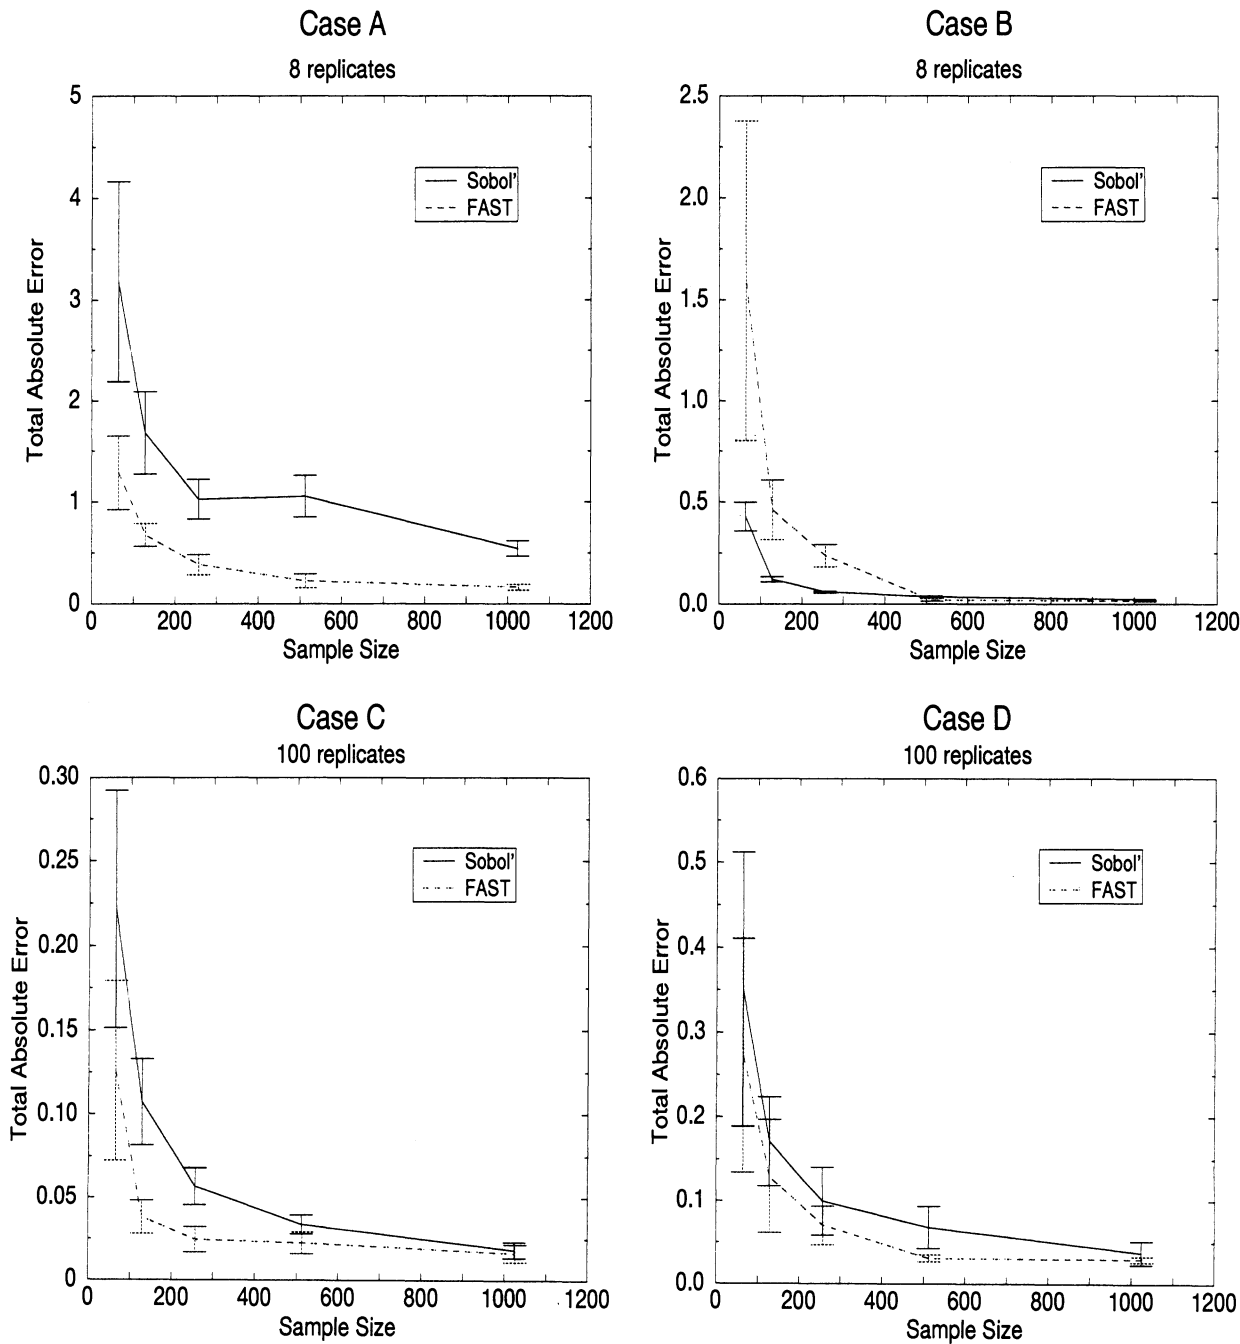 Case A
8 replicates
5
4
3
2
1
0
Total Absolute Error
Sobol'
FAST
0 200 400 600 800 1000 1200
Sample Size
Case B
8 replicates
2.5
2.0
1.5
1.0
0.5
0.0
Total Absolute Error
Sobol'
FAST
0 200 400 600 800 1000 1200
Sample Size
Case C
100 replicates
0.30
0.25
0.20
0.15
0.10
0.05
0
Total Absolute Error
Sobol'
FAST
0 200 400 600 800 1000 1200
Sample Size
Case D
100 replicates
0.6
0.5
0.4
0.3
0.2
0.1
0.0
Total Absolute Error
Sobol'
FAST
0 200 400 600 800 1000 1200
Sample Size